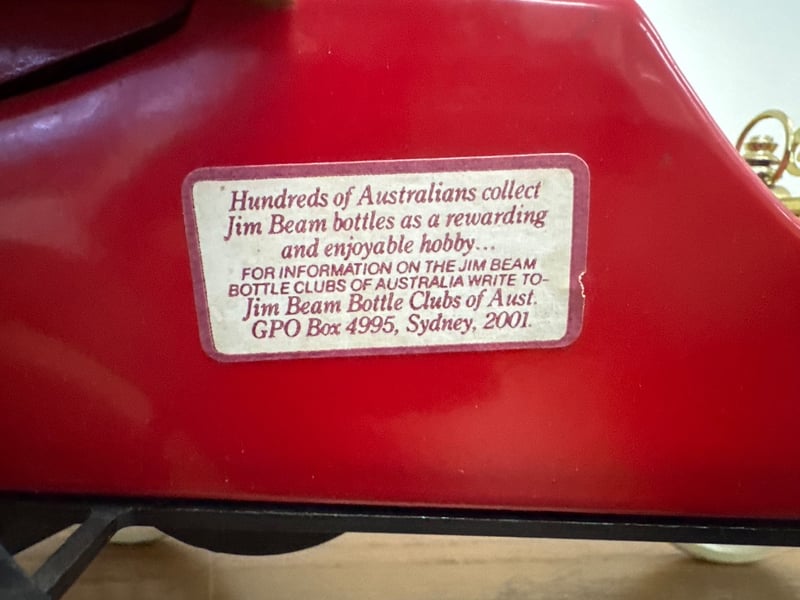 Hundreds of Australians collect
Jim Beam bottles as a rewarding
and enjoyable hobby...
FOR INFORMATION ON THE JIM BEAM
BOTTLE CLUBS OF AUSTRALIA WRITE TO-
Jim Beam Bottle Clubs of Aust.
GPO Box 4995, Sydney, 2001.